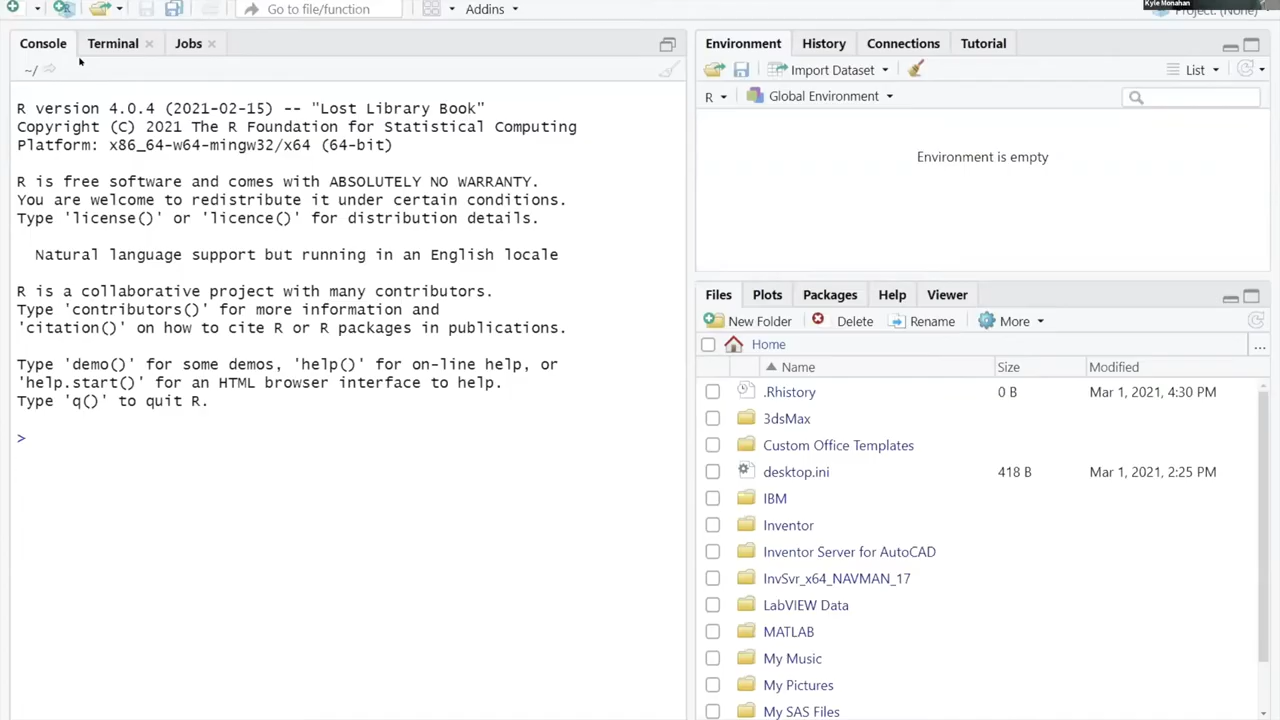 Go to file/function
Addins
Kyle Monahan
Project: (None)
Console
Terminal
Jobs
~/
R version 4.0.4 (2021-02-15) -- "Lost Library Book"
Copyright (C) 2021 The R Foundation for Statistical Computing
Platform: x86_64-w64-mingw32/x64 (64-bit)
R is free software and comes with ABSOLUTELY NO WARRANTY.
You are welcome to redistribute it under certain conditions.
Type 'license()' or 'licence()' for distribution details.
Natural language support but running in an English locale
R is a collaborative project with many contributors.
Type 'contributors()' for more information and
'citation()' on how to cite R or R packages in publications.
Type 'demo()' for some demos, 'help()' for on-line help, or
'help.start()' for an HTML browser interface to help.
Type 'q()' to quit R.
>
Environment
History
Connections
Tutorial
Import Dataset
List
R
Global Environment
Environment is empty
Files
Plots
Packages
Help
Viewer
New Folder
Delete
Rename
More
Home
...
Name Size Modified
.Rhistory 0 B Mar 1, 2021, 4:30 PM
3dsMax
Custom Office Templates
desktop.ini 418 B Mar 1, 2021, 2:25 PM
IBM
Inventor
Inventor Server for AutoCAD
InvSvr_x64_NAVMAN_17
LabVIEW Data
MATLAB
My Music
My Pictures
My SAS Files